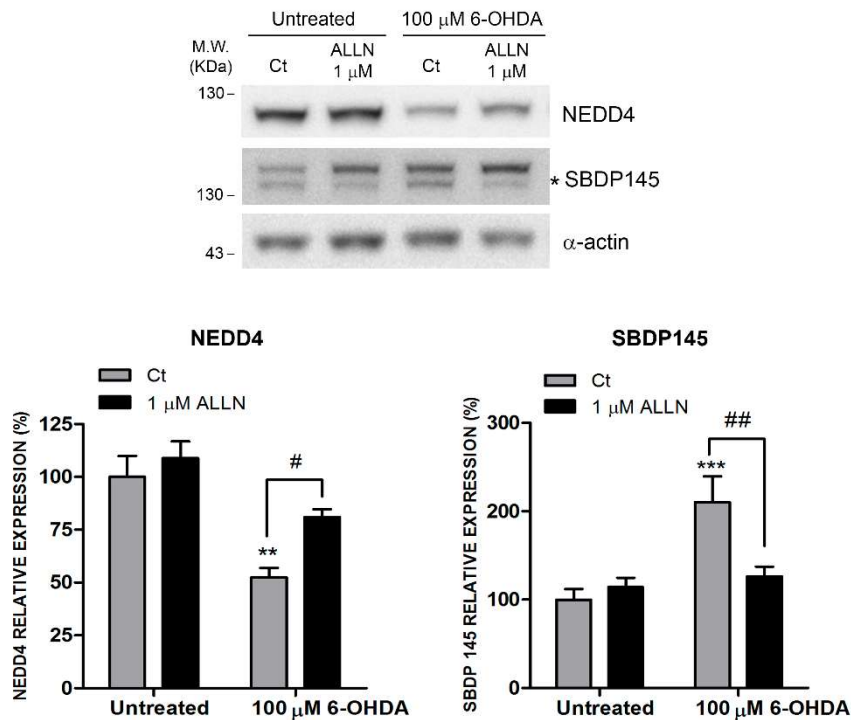 Untreated 100 μM 6-OHDA
M.W.
(KDa)
Ct
ALLN
1 μM
Ct
ALLN
1 μM
130
NEDD4
130
* SBDP145
43
α-actin
NEDD4
Ct
1 μM ALLN
NEDD4 RELATIVE EXPRESSION (%)
125
100
75
50
25
0
**
#
Untreated 100 μM 6-OHDA
SBDP145
Ct
1 μM ALLN
SBDP 145 RELATIVE EXPRESSION (%)
300
200
100
0
***
##
Untreated 100 μM 6-OHDA